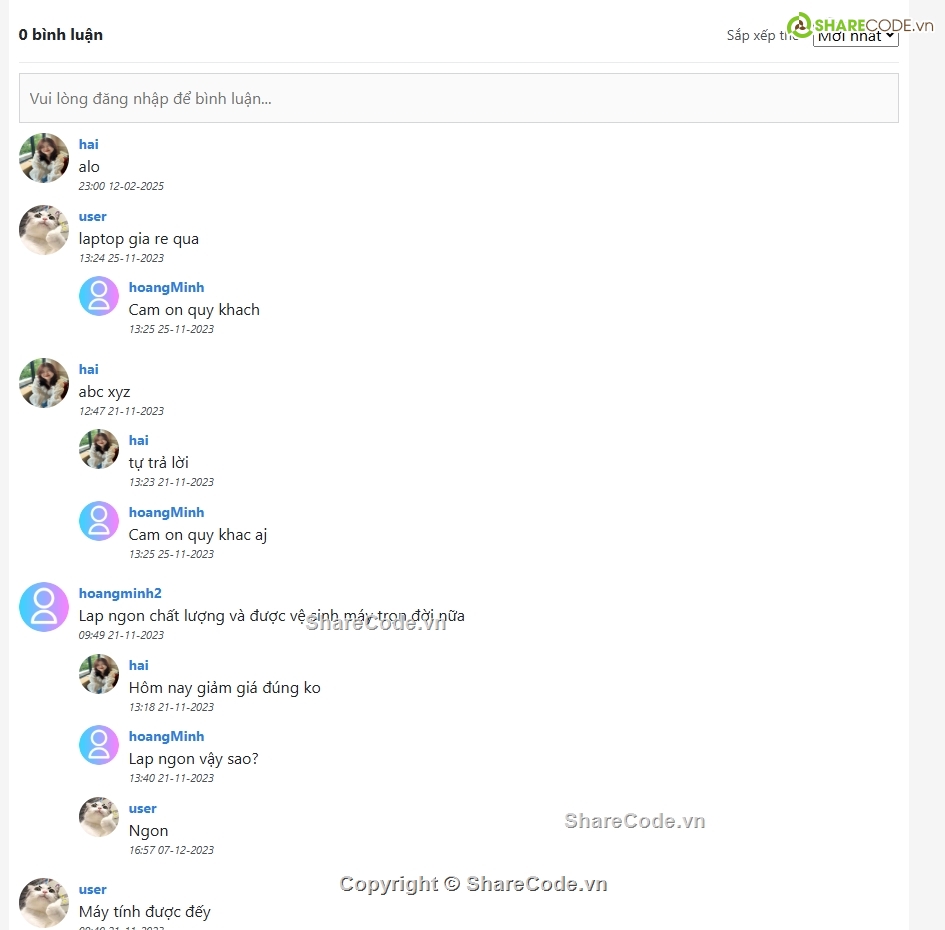 0 bình luận
Sắp xếp
SHARECODE.vn
Mới nhất
Vui lòng đăng nhập để bình luận...
hai
alo
23:00 12-02-2025
user
laptop gia re qua
13:24 25-11-2023
hoangMinh
Cam on quy khach
13:25 25-11-2023
hai
abc xyz
12:47 21-11-2023
hai
tự trả lời
13:23 21-11-2023
hoangMinh
Cam on quy khac aj
13:25 25-11-2023
hoangminh2
Lap ngon chất lượng và được vệ sinh máy trọn đời nữa
ShareCode.vn
09:49 21-11-2023
hai
Hôm nay giảm giá đúng ko
13:18 21-11-2023
hoangMinh
Lap ngon vậy sao?
13:40 21-11-2023
user
Ngon
ShareCode.vn
16:57 07-12-2023
Copyright © ShareCode.vn
user
Máy tính được đấy